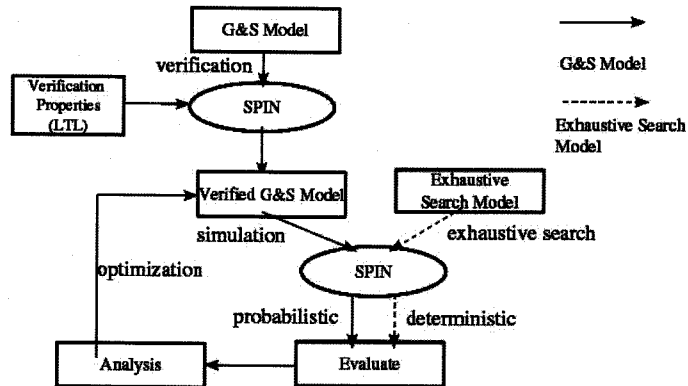 G&S Model
verification
Verification
Properties
(LTL)
SPIN
G&S Model
Exhaustive Search
Model
Verified G&S Model
Exhaustive
Search Model
simulation
exhaustive search
SPIN
optimization
probabilistic
deterministic
Analysis
Evaluate